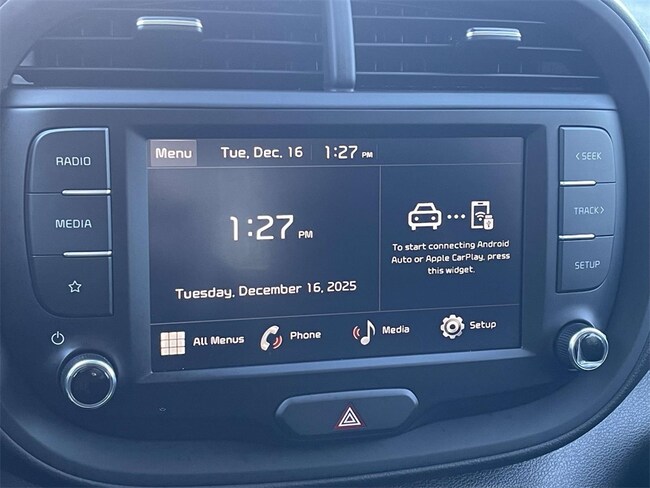 RADIO
MEDIA
Menu Tue, Dec. 16 1:27 PM
1:27 PM
Tuesday, December 16, 2025
To start connecting Android
Auto or Apple CarPlay, press
this widget.
All Menus
Phone
Media
Setup
< SEEK
TRACK >
SETUP